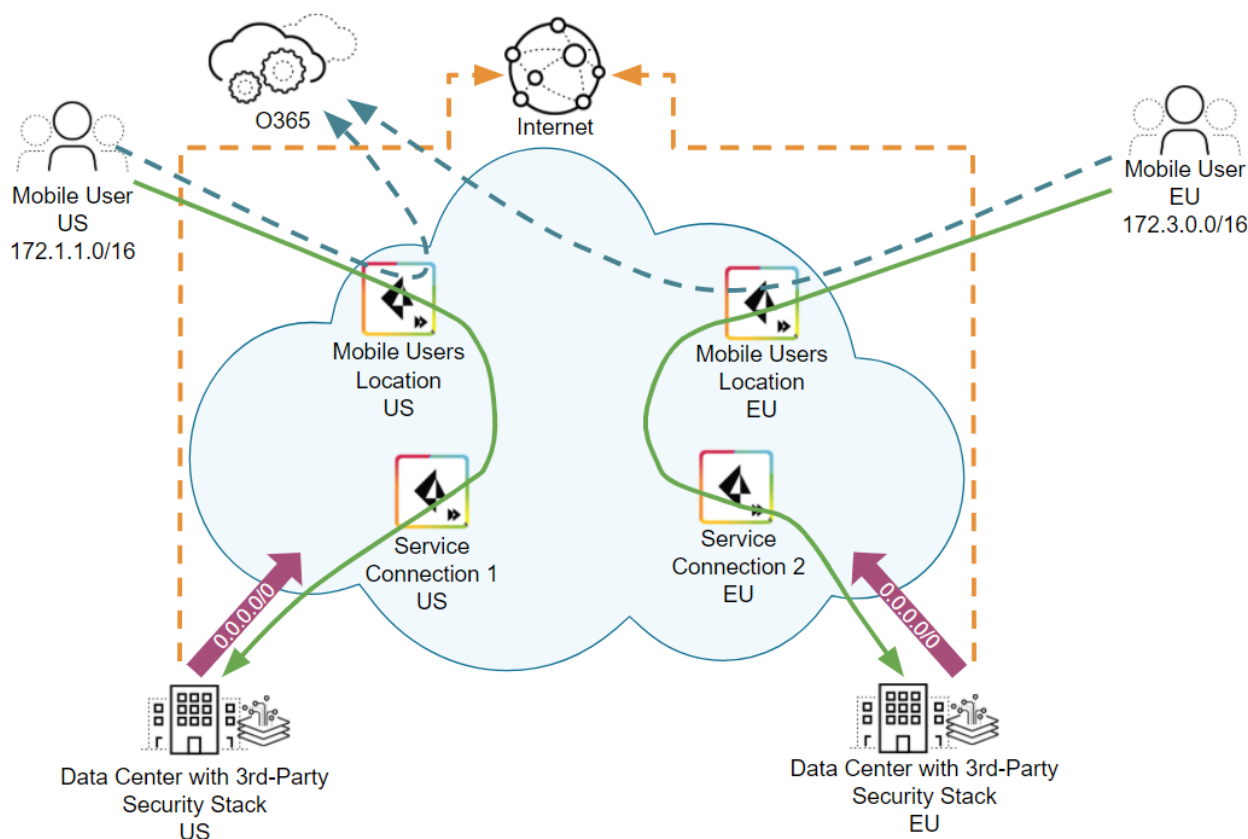 O365
Internet
Mobile User
US
172.1.1.0/16
Mobile User
EU
172.3.0.0/16
Mobile Users
Location
US
Mobile Users
Location
EU
Service
Connection 1
US
Service
Connection 2
EU
0.0.0.0/0
0.0.0.0/0
Data Center with 3rd-Party
Security Stack
US
Data Center with 3rd-Party
Security Stack
EU